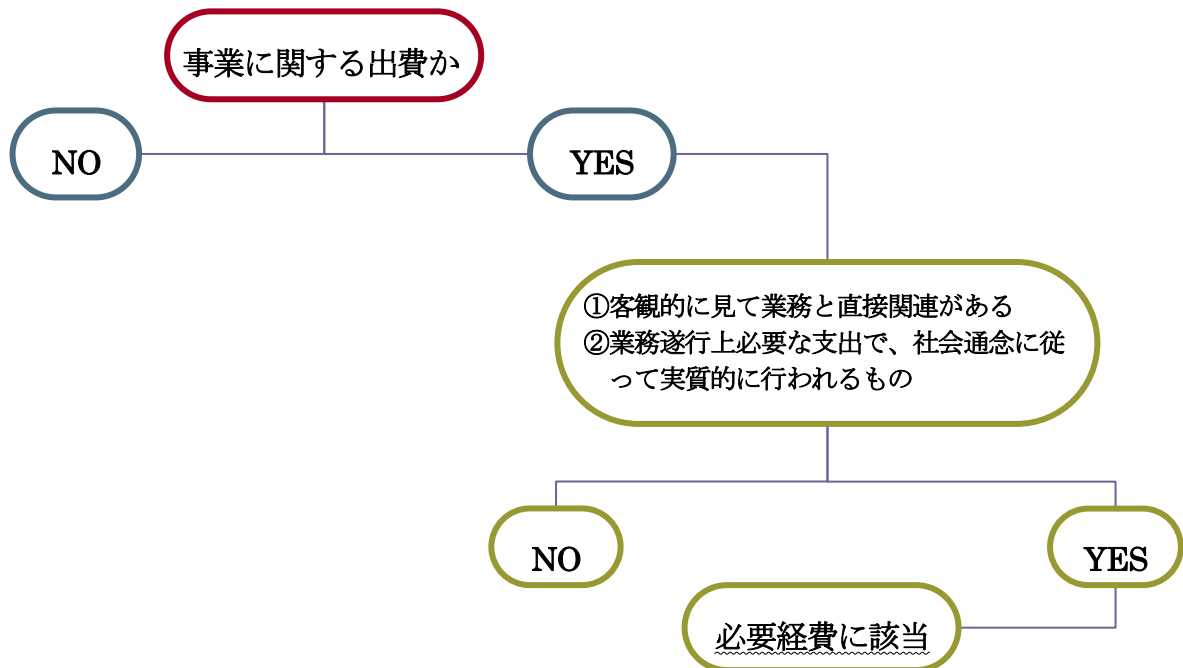 事業に関する出費か
NO
YES
①客観的に見て業務と直接関連がある
②業務遂行上必要な支出で、社会通念に従
って実質的に行われるもの
NO
YES
必要経費に該当